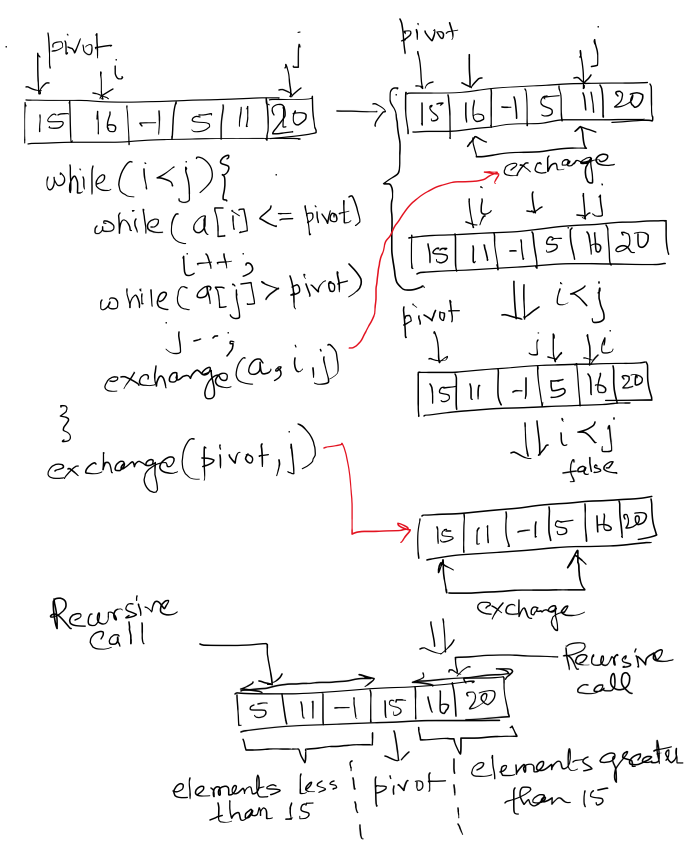 pivot
i
j
15 16 -1 5 11 20
while(i<j){
while(a[i]<=pivot)
i++;
while(a[j]>pivot)
j--;
exchange(a,i,j)
}
exchange(pivot,j)
pivot
j
15 16 -1 5 11 20
exchange
i
j
15 11 -1 5 16 20
i<j
pivot
j
i
15 11 -1 5 16 20
i<j
false
15 11 -1 5 16 20
exchange
Recursive
call
Recursive
call
5 11 -1 15 16 20
elements less
than 15
pivot
elements greater
than 15